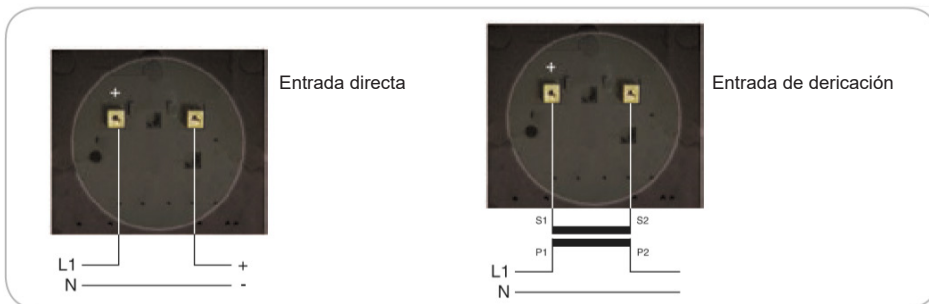 +
Entrada directa
L1
+
N
-
+
Entrada de dericación
S1
S2
P1
P2
L1
N